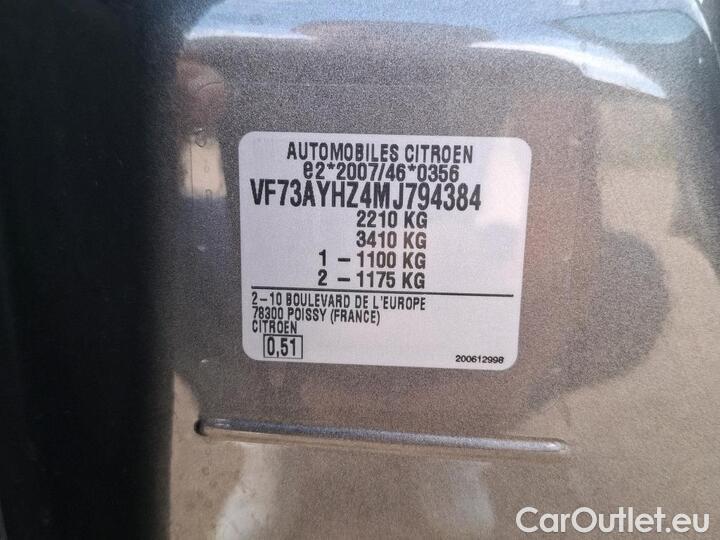 AUTOMOBILES CITROEN
e2*2007/46*0356
VF73AYHZ4MJ794384
2210 KG
3410 KG
1 – 1100 KG
2 – 1175 KG
2–10 BOULEVARD DE L'EUROPE
78300 POISSY (FRANCE)
CITROEN
0,51
200612998
CarOutlet.eu